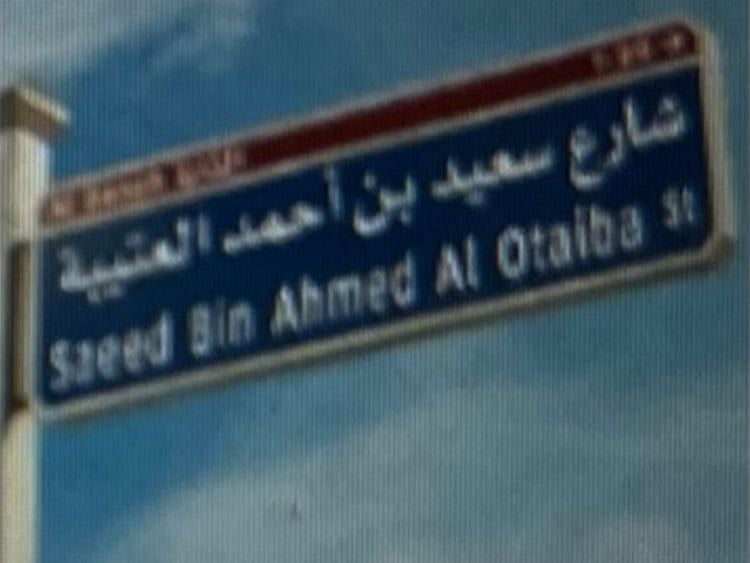 شارع سعيد بن أحمد العتيبة
Saeed Bin Ahmed Al Otaiba St